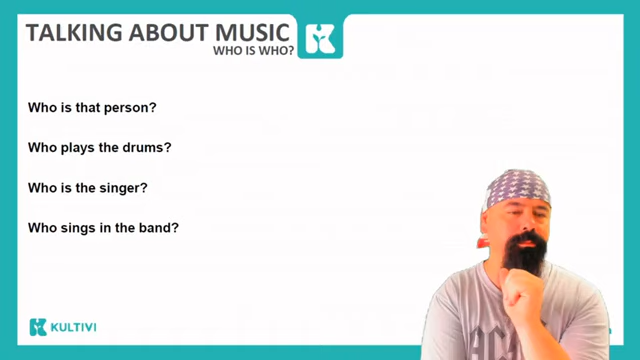 TALKING ABOUT MUSIC
WHO IS WHO?
Who is that person?
Who plays the drums?
Who is the singer?
Who sings in the band?
KULTIVI